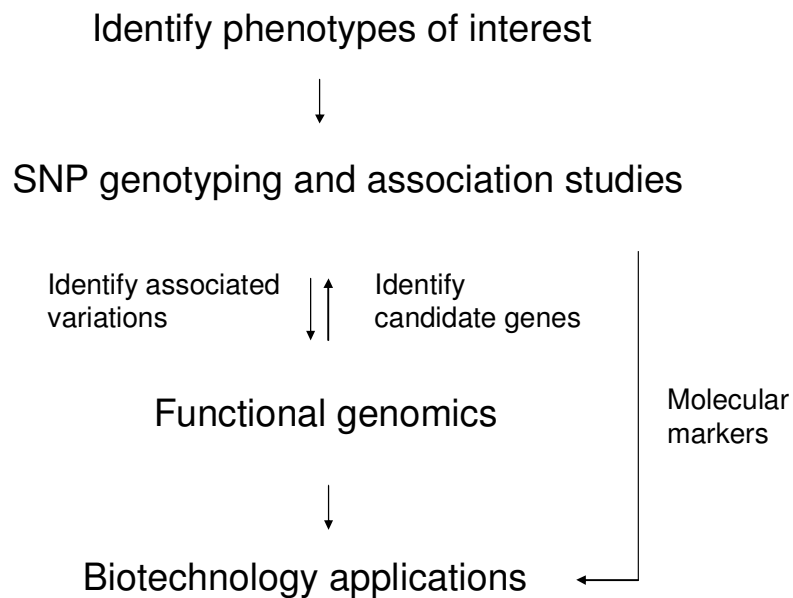 Identify phenotypes of interest
SNP genotyping and association studies
Identify associated
variations
Identify
candidate genes
Functional genomics
Molecular
markers
Biotechnology applications